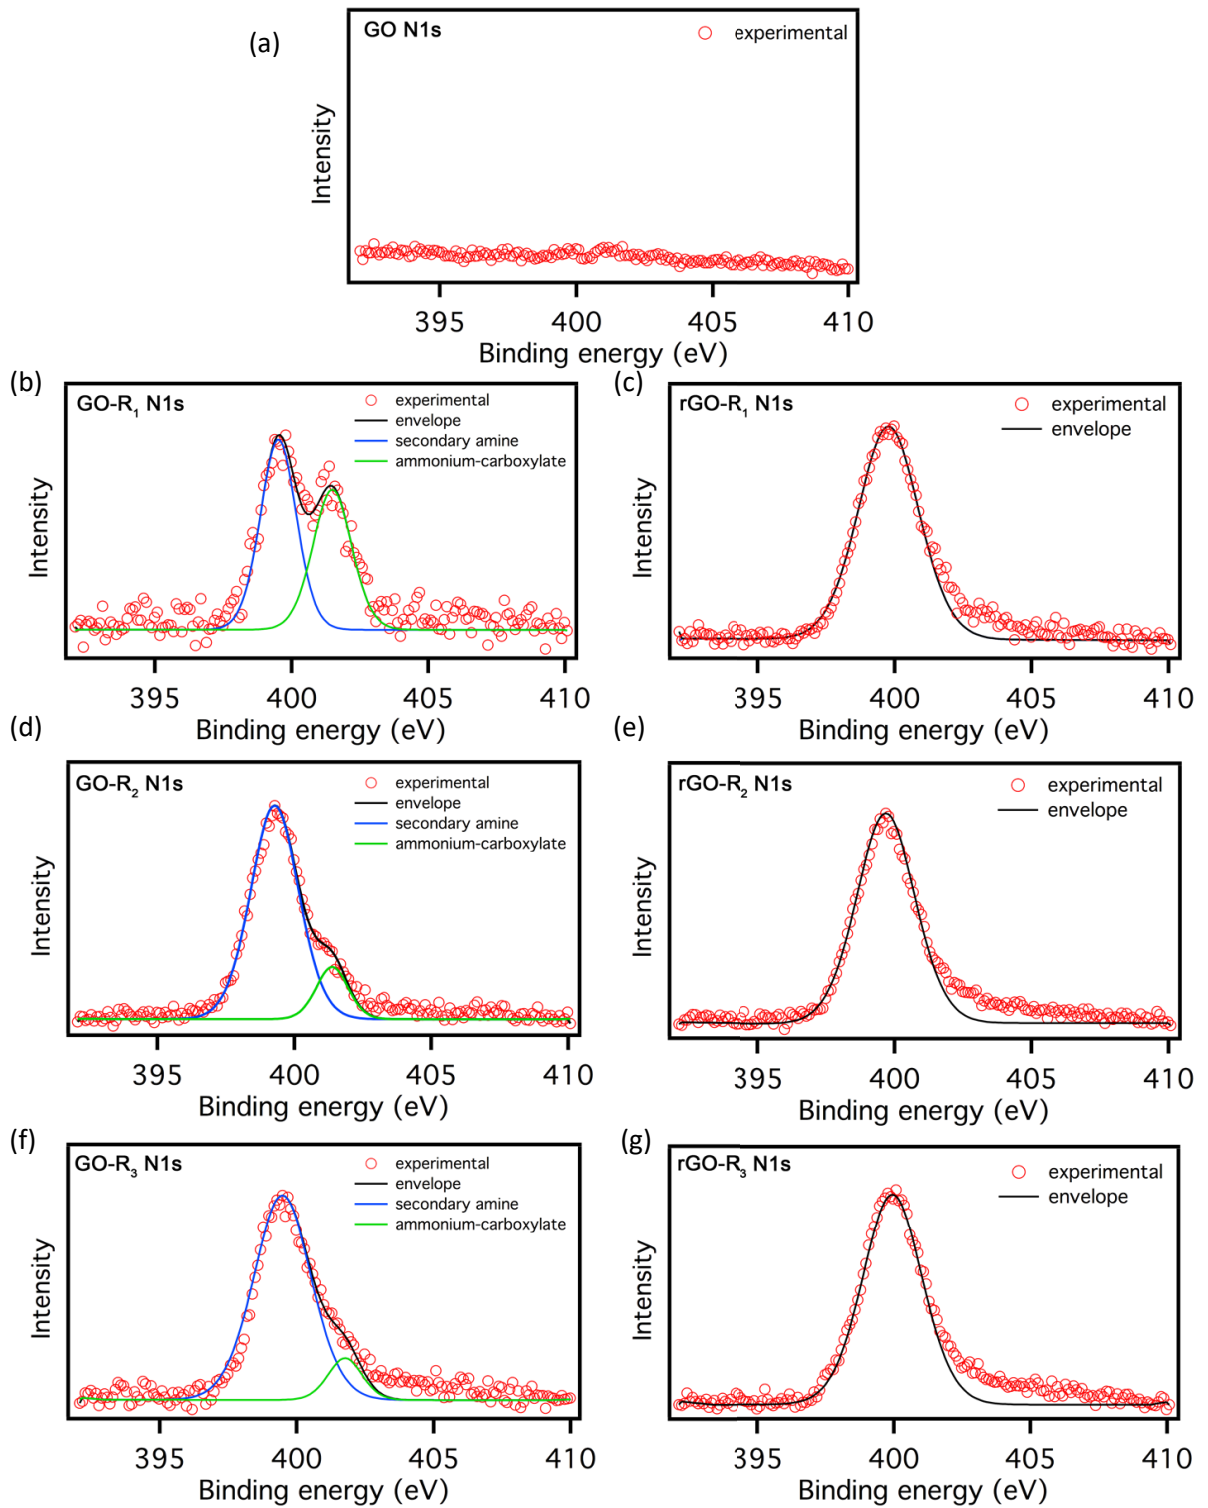 (a)
GO N1s
experimental
Intensity
395 400 405 410
Binding energy (eV)
(b)
GO-R1 N1s
experimental
envelope
secondary amine
ammonium-carboxylate
Intensity
395 400 405 410
Binding energy (eV)
(c)
rGO-R1 N1s
experimental
envelope
Intensity
395 400 405 410
Binding energy (eV)
(d)
GO-R2 N1s
experimental
envelope
secondary amine
ammonium-carboxylate
Intensity
395 400 405 410
Binding energy (eV)
(e)
rGO-R2 N1s
experimental
envelope
Intensity
395 400 405 410
Binding energy (eV)
(f)
GO-R3 N1s
experimental
envelope
secondary amine
ammonium-carboxylate
Intensity
395 400 405 410
Binding energy (eV)
(g)
rGO-R3 N1s
experimental
envelope
Intensity
395 400 405 410
Binding energy (eV)